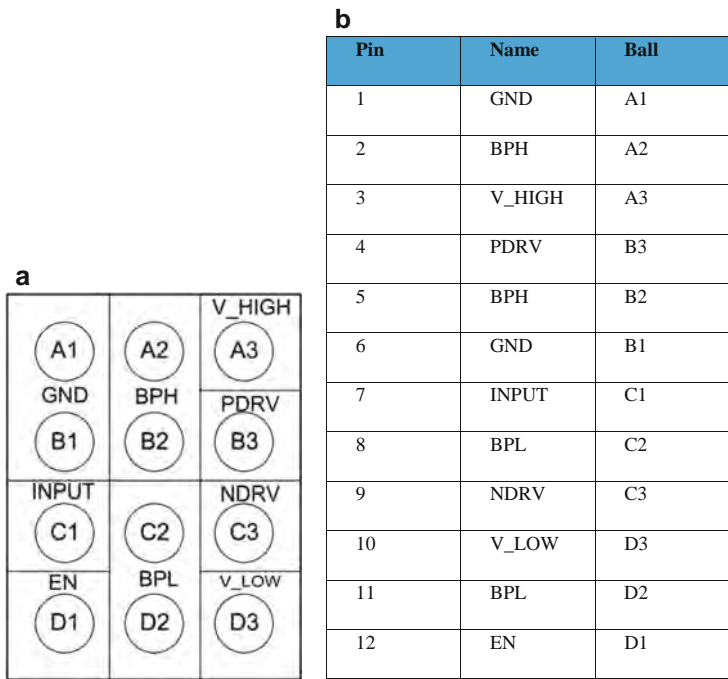 a
V_HIGH
A1 A2 A3
GND BPH PDRV
B1 B2 B3
INPUT NDRV
C1 C2 C3
EN BPL V_LOW
D1 D2 D3
b
Pin Name Ball
1 GND A1
2 BPH A2
3 V_HIGH A3
4 PDRV B3
5 BPH B2
6 GND B1
7 INPUT C1
8 BPL C2
9 NDRV C3
10 V_LOW D3
11 BPL D2
12 EN D1